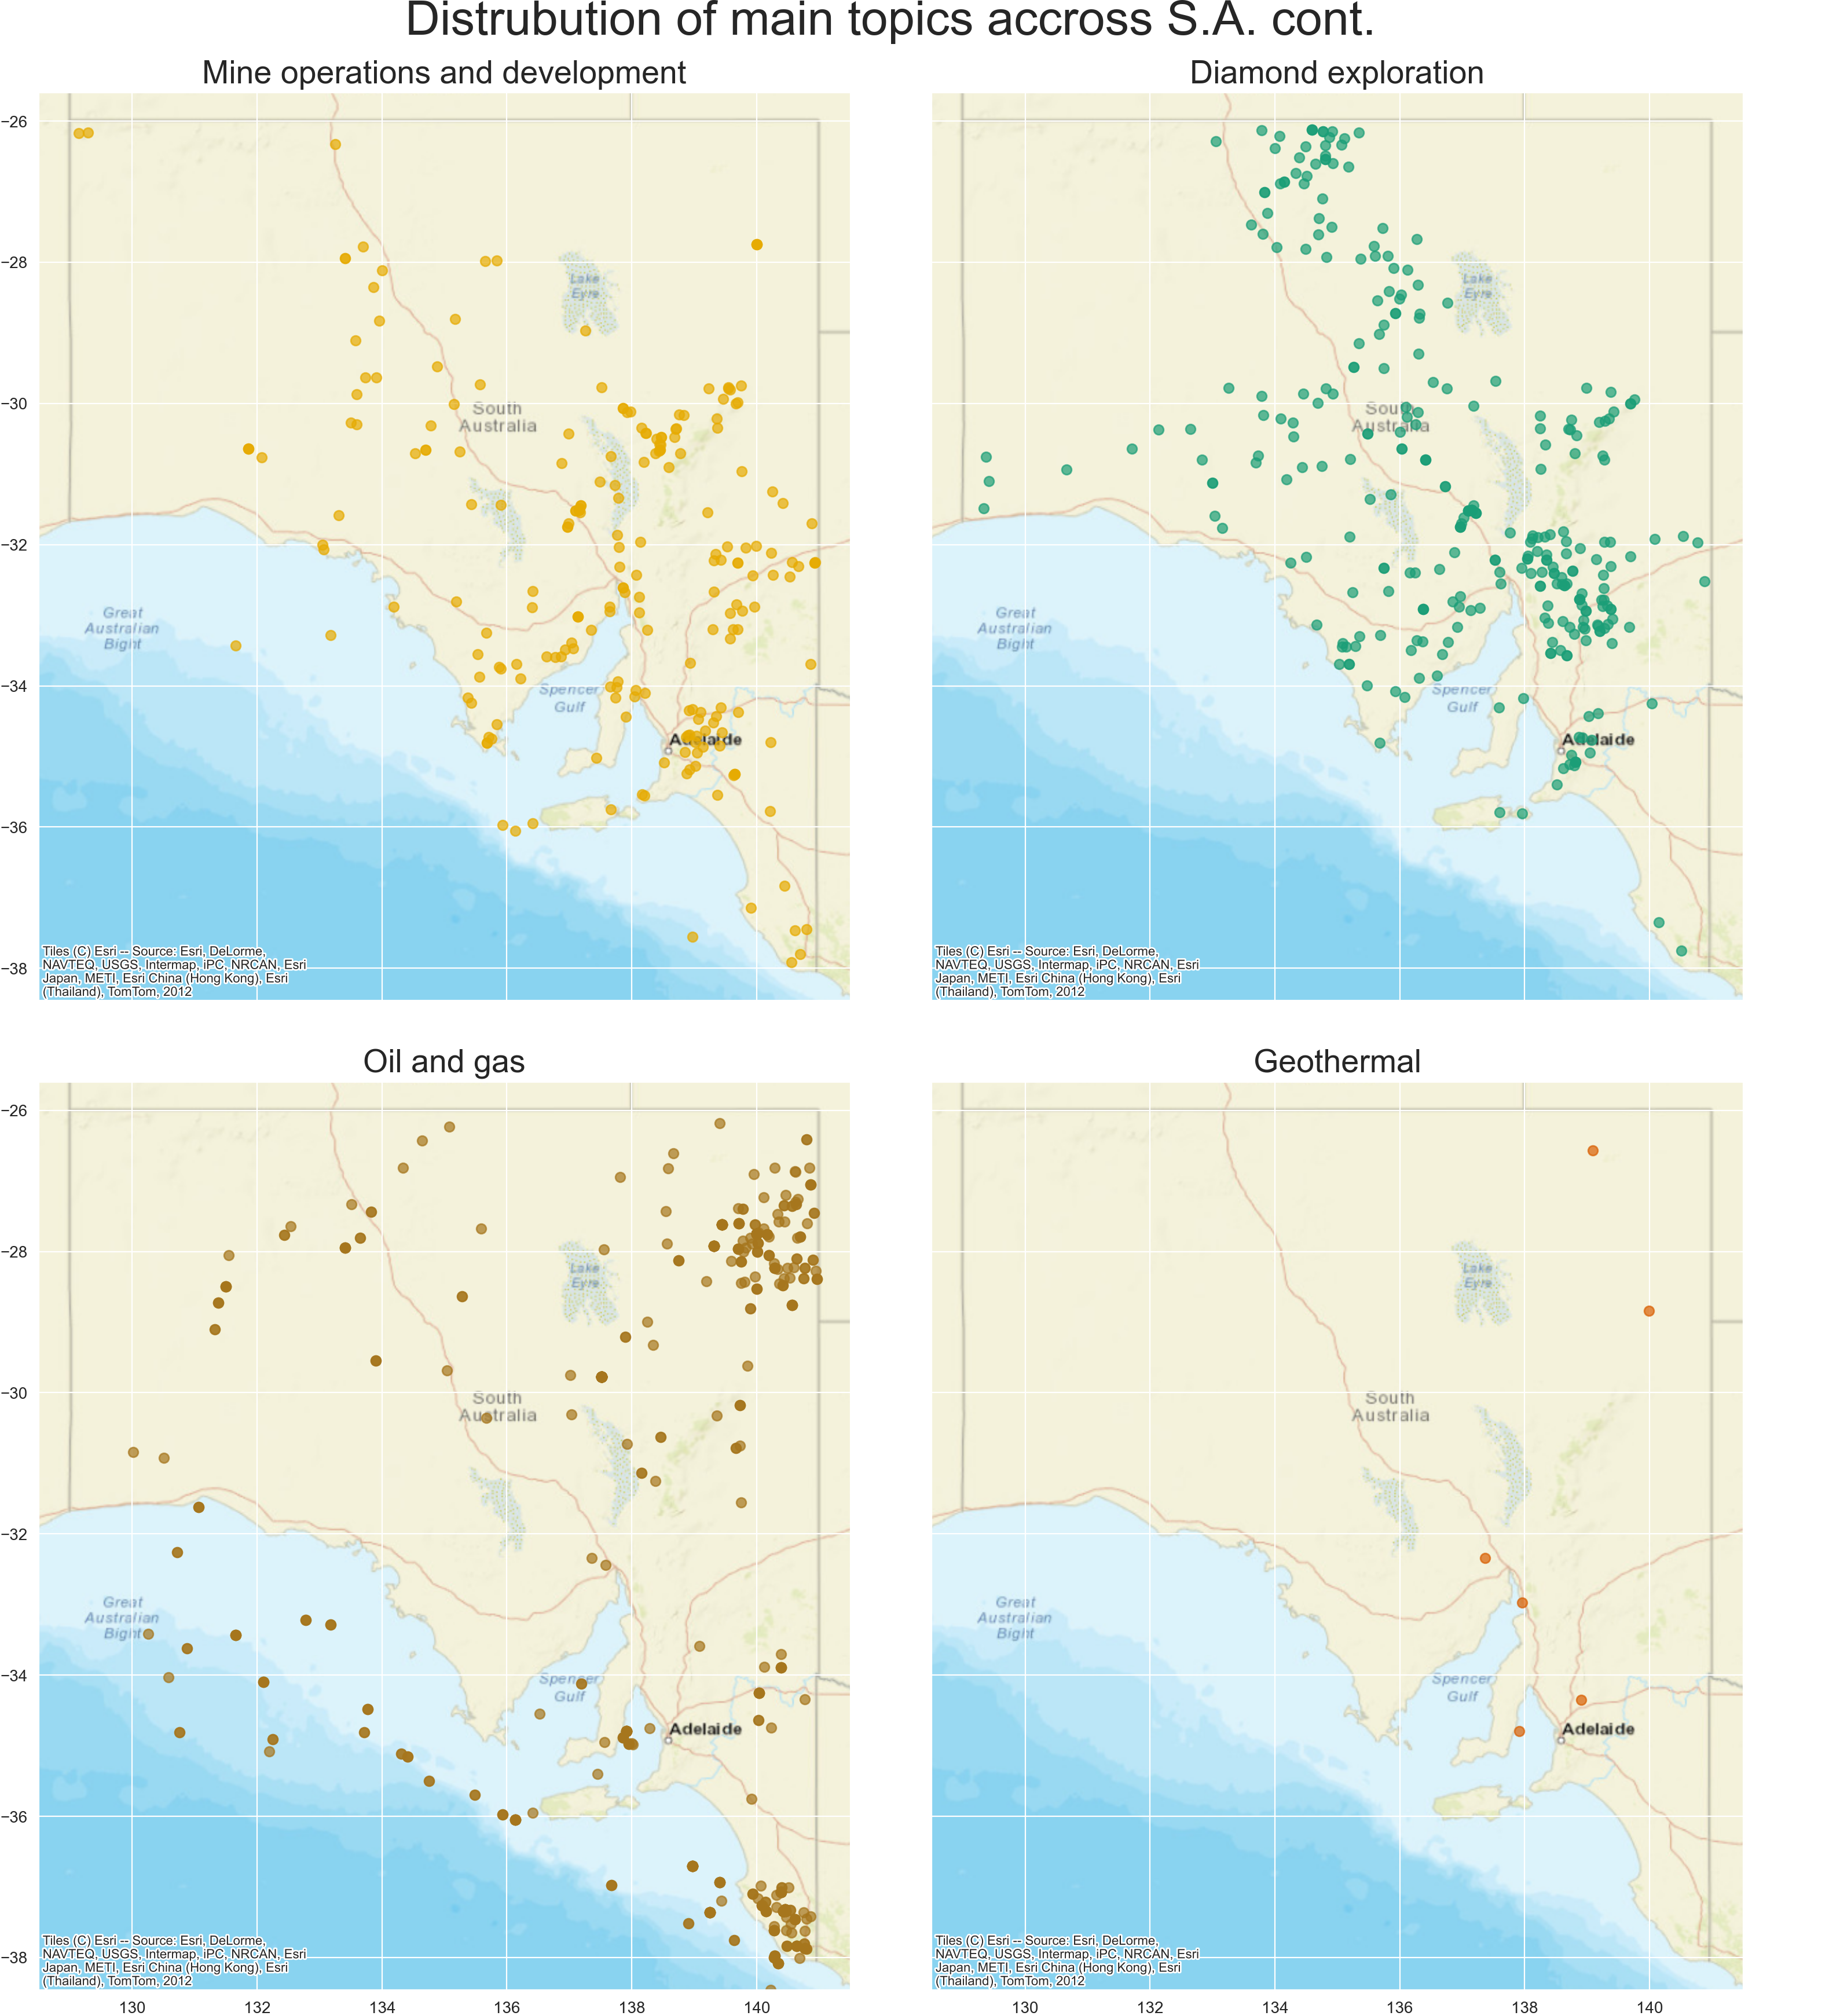 Distrubution of main topics accross S.A. cont.
Mine operations and development
Diamond exploration
−26
−28
−30
−32
−34
−36
−38
Lake
Eyre
South
Australia
Great
Australian
Bight
Spencer
Gulf
Adelaide
Tiles (C) Esri -- Source: Esri, DeLorme,
NAVTEQ, USGS, Intermap, iPC, NRCAN, Esri
Japan, METI, Esri China (Hong Kong), Esri
(Thailand), TomTom, 2012
Lake
Eyre
South
Australia
Great
Australian
Bight
Spencer
Gulf
Adelaide
Tiles (C) Esri -- Source: Esri, DeLorme,
NAVTEQ, USGS, Intermap, iPC, NRCAN, Esri
Japan, METI, Esri China (Hong Kong), Esri
(Thailand), TomTom, 2012
Oil and gas
Geothermal
−26
−28
−30
−32
−34
−36
−38
Lake
Eyre
South
Australia
Great
Australian
Bight
Spencer
Gulf
Adelaide
Tiles (C) Esri -- Source: Esri, DeLorme,
NAVTEQ, USGS, Intermap, iPC, NRCAN, Esri
Japan, METI, Esri China (Hong Kong), Esri
(Thailand), TomTom, 2012
Lake
Eyre
South
Australia
Great
Australian
Bight
Spencer
Gulf
Adelaide
Tiles (C) Esri -- Source: Esri, DeLorme,
NAVTEQ, USGS, Intermap, iPC, NRCAN, Esri
Japan, METI, Esri China (Hong Kong), Esri
(Thailand), TomTom, 2012
130 132 134 136 138 140
130 132 134 136 138 140